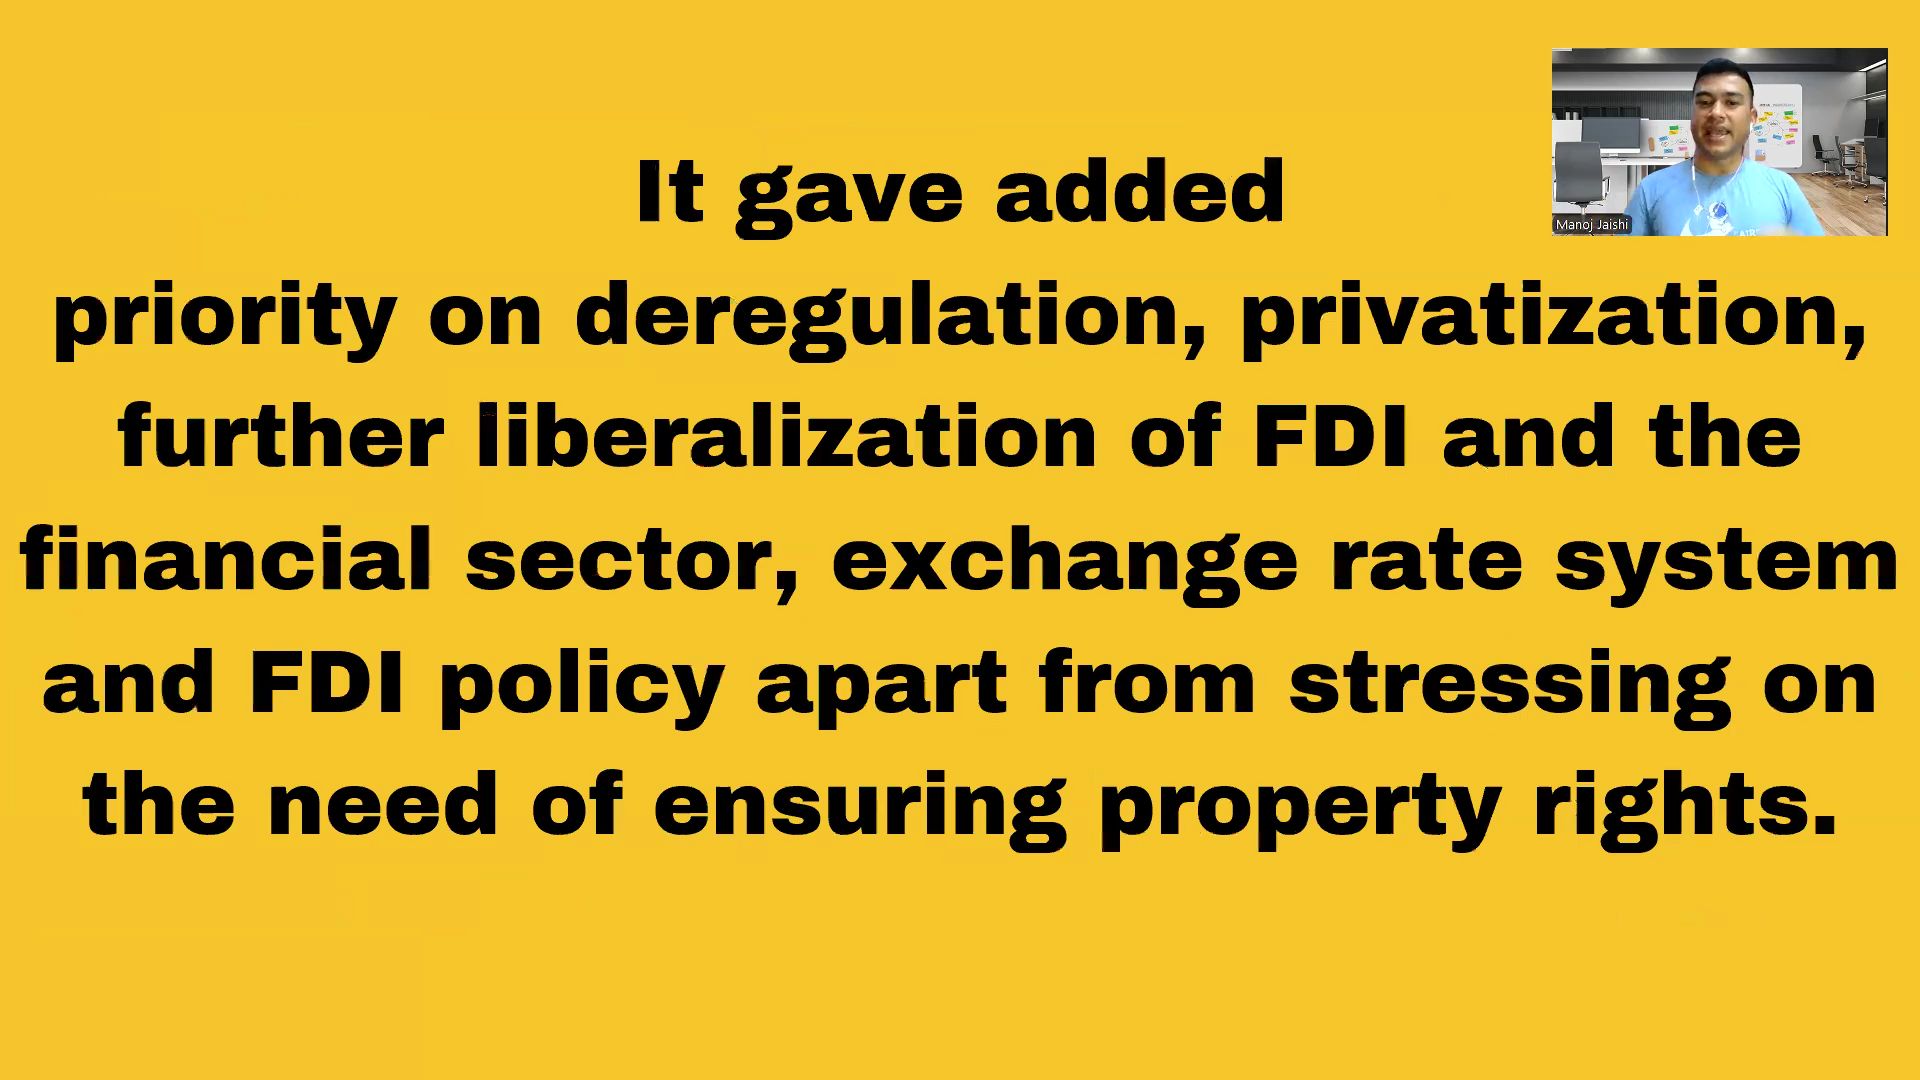 It gave added
priority on deregulation, privatization,
further liberalization of FDI and the
financial sector, exchange rate system
and FDI policy apart from stressing on
the need of ensuring property rights.
Manoj Jaishi